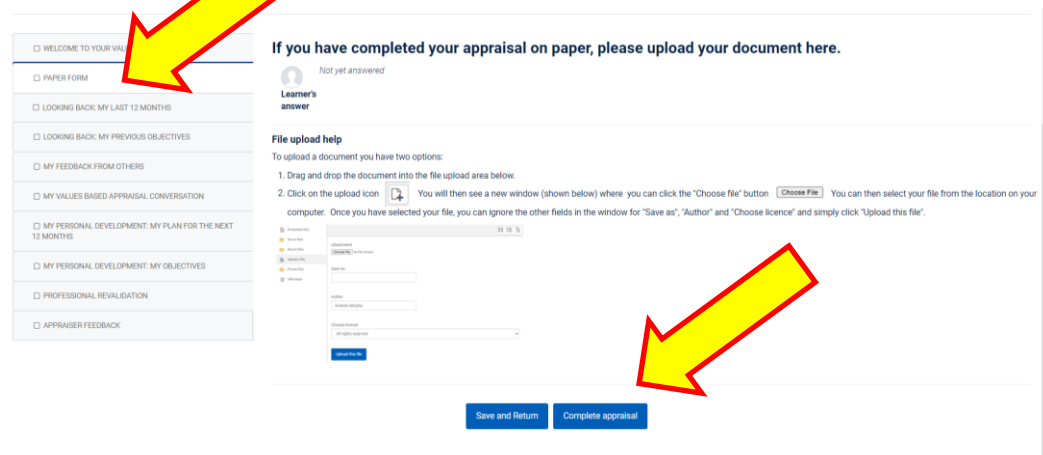 WELCOME TO YOUR VAL
PAPER FORM
LOOKING BACK: MY LAST 12 MONTHS
LOOKING BACK: MY PREVIOUS OBJECTIVES
MY FEEDBACK FROM OTHERS
MY VALUES BASED APPRAISAL CONVERSATION
MY PERSONAL DEVELOPMENT: MY PLAN FOR THE NEXT
12 MONTHS
MY PERSONAL DEVELOPMENT: MY OBJECTIVES
PROFESSIONAL REVALIDATION
APPRAISER FEEDBACK
If you have completed your appraisal on paper, please upload your document here.
Not yet answered
Learner's
answer
File upload help
To upload a document you have two options:
1. Drag and drop the document into the file upload area below.
2. Click on the upload icon You will then see a new window (shown below) where you can click the "Choose file" button Choose File You can then select your file from the location on your
computer. Once you have selected your file, you can ignore the other fields in the window for "Save as", "Author" and "Choose licence" and simply click "Upload this file".
Attachment
Choose File No file chosen
Save as
Author
Andrew Murphy
Choose license
All rights reserved
Upload this file
Save and Return
Complete appraisal